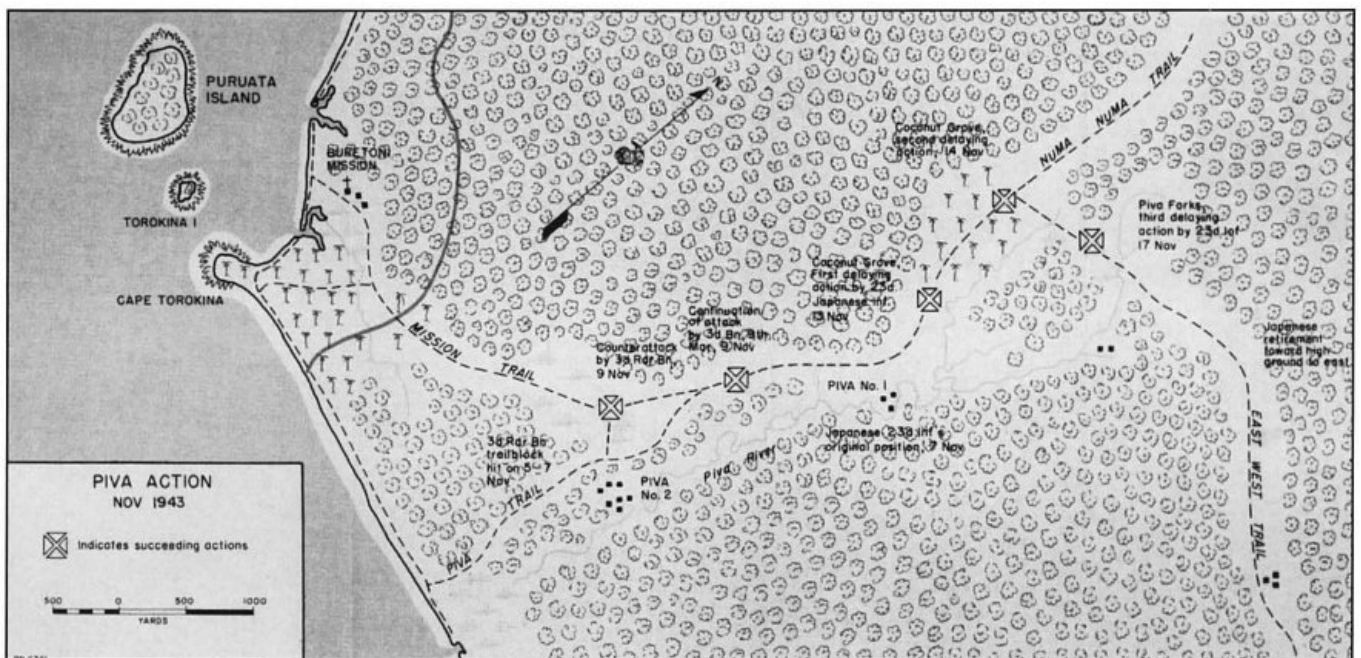 PURUATA
ISLAND
BURETONI
MISSION
TOROKINA I
CAPE TOROKINA
N
MISSION
TRAIL
Counterattack
by 3d Rdr Bn,
9 Nov
Continuation
of attack
by 3d Bn, 9th
Mar, 9 Nov
Coconut Grove,
First delaying
action by 23d
Japanese Inf.
13 Nov
Coconut Grove,
second delaying
action, 14 Nov
NUMA NUMA TRAIL
Piva Forks,
third delaying
action by 23d Inf
17 Nov
Japanese
retirement
toward high
ground to east
EAST WEST TRAIL
PIVA No. 1
Japanese 23d Inf's
original position, 7 Nov
3d Rdr Bn
trailblock
hit on 5-7
Nov
PIVA
No. 2
Piva River
PIVA TRAIL
PIVA ACTION
NOV 1943
Indicates succeeding actions
500 0 500 1000
YARDS